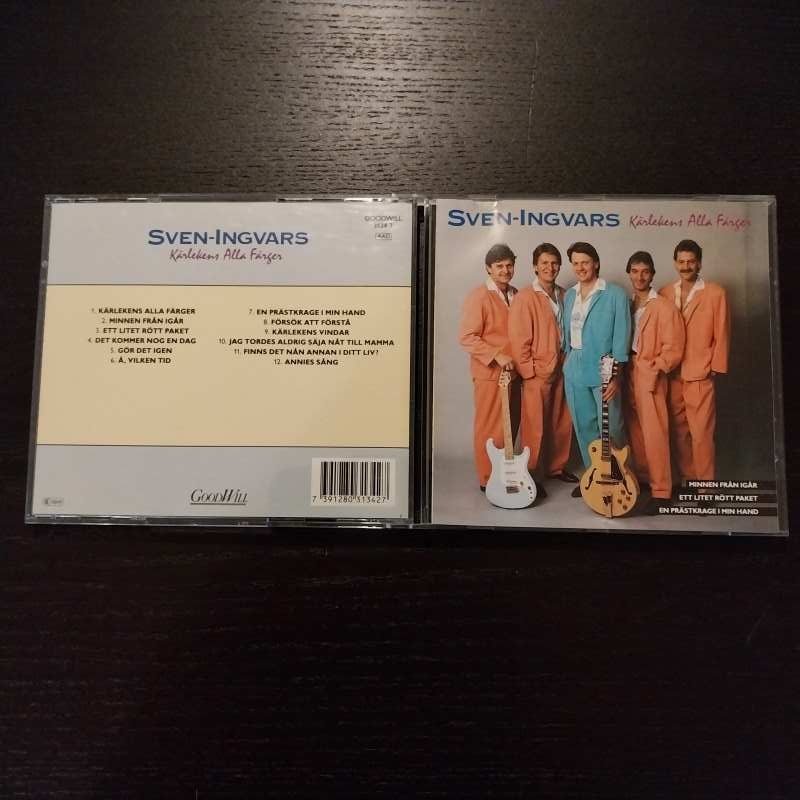 GOODWILL
SVEN-INGVARS
Kärlekens Alla Färger
1. KÄRLEKENS ALLA FÄRGER
2. MINNEN FRÅN IGÅR
3. ETT LITET RÖTT PAKET
4. DET KOMMER NOG EN DAG
5. GÖR DET IGEN
6. Å, VILKEN TID
7. EN PRÄSTKRAGE I MIN HAND
8. FÖRSÖK ATT FÖRSTÅ
9. KÄRLEKENS VINDAR
10. JAG TORDES ALDRIG SÄJA NÅT TILL MAMMA
11. FINNS DET NÅN ANNAN I DITT LIV?
12. ANNIES SÅNG
GOODWILL
7 391280 313427
SVEN-INGVARS Kärlekens Alla Färger
MINNEN FRÅN IGÅR
ETT LITET RÖTT PAKET
EN PRÄSTKRAGE I MIN HAND